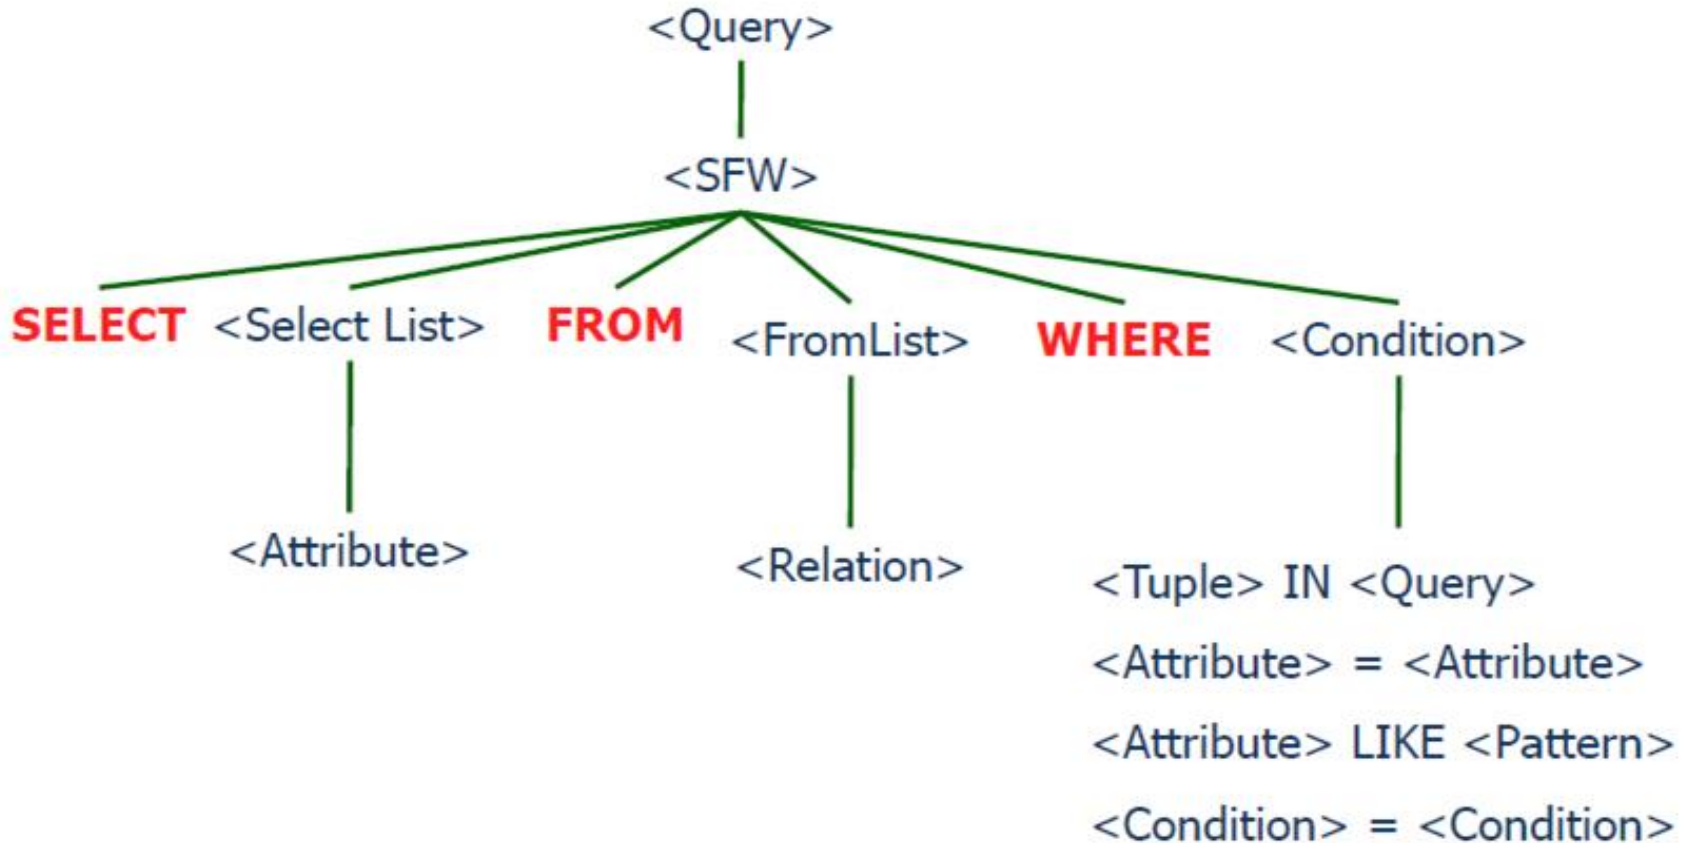 <Query>
<SFW>
SELECT <Select List> FROM <FromList> WHERE <Condition>
<Attribute> <Relation>
<Tuple> IN <Query>
<Attribute> = <Attribute>
<Attribute> LIKE <Pattern>
<Condition> = <Condition>